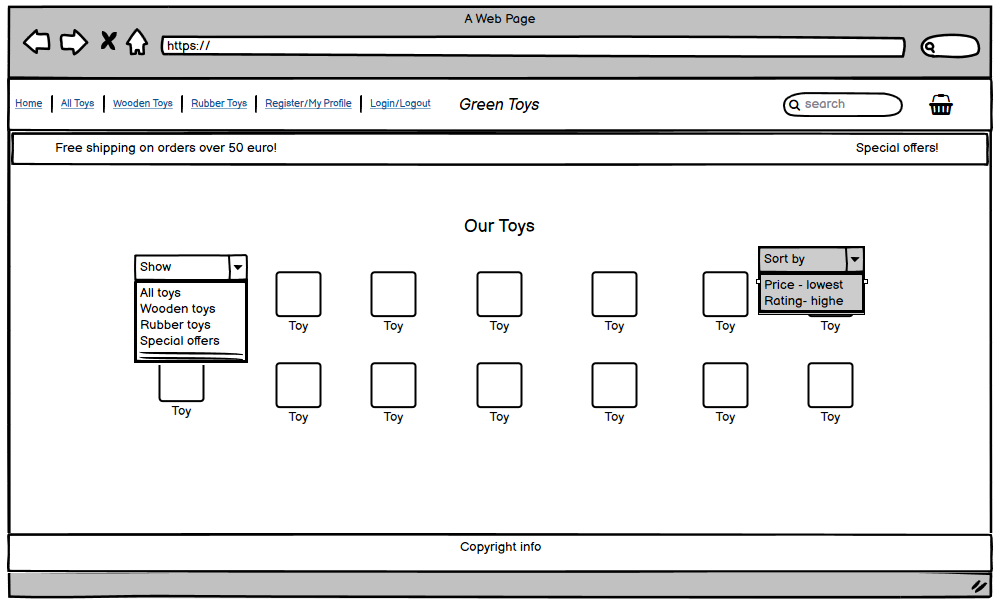 A Web Page
https://
Home
All Toys
Wooden Toys
Rubber Toys
Register/My Profile
Login/Logout
Green Toys
search
Free shipping on orders over 50 euro!
Special offers!
Our Toys
Show
All toys
Wooden toys
Rubber toys
Special offers
Sort by
Price - lowest
Rating- highe
Toy
Toy
Toy
Toy
Toy
Toy
Toy
Toy
Toy
Toy
Toy
Toy
Toy
Copyright info